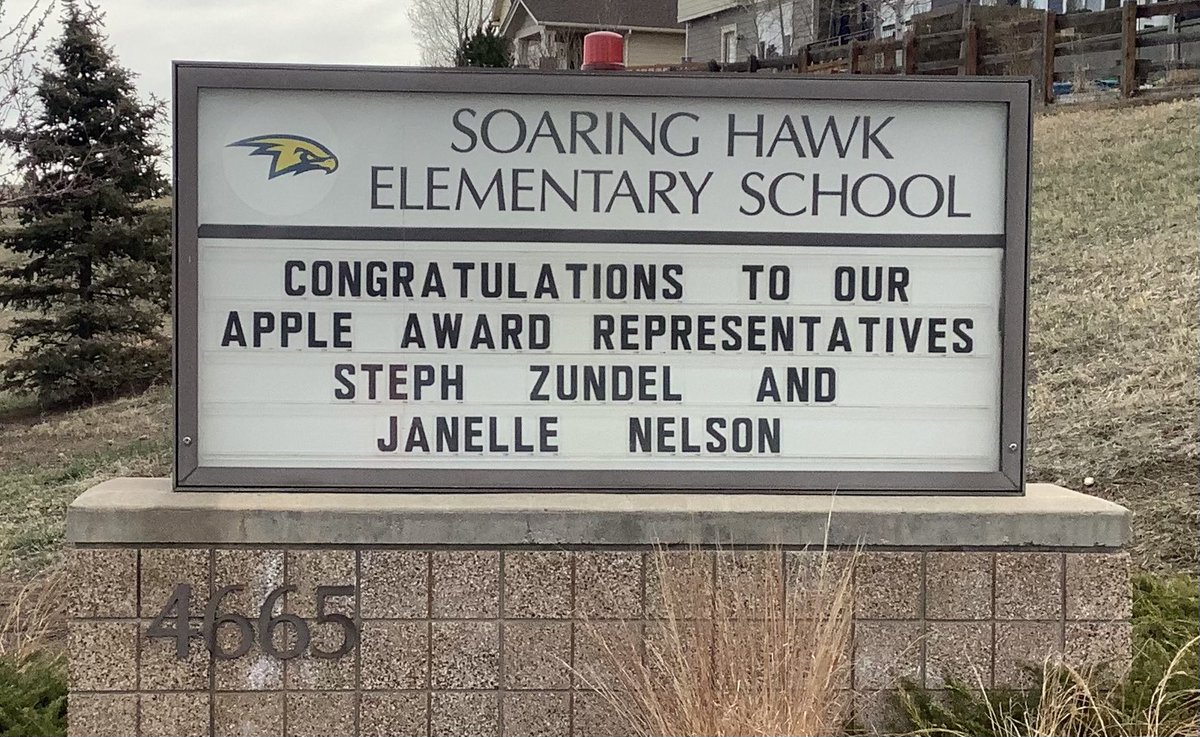 SOARING HAWK
ELEMENTARY SCHOOL
CONGRATULATIONS TO OUR
APPLE AWARD REPRESENTATIVES
STEPH ZUNDEL AND
JANELLE NELSON
4665